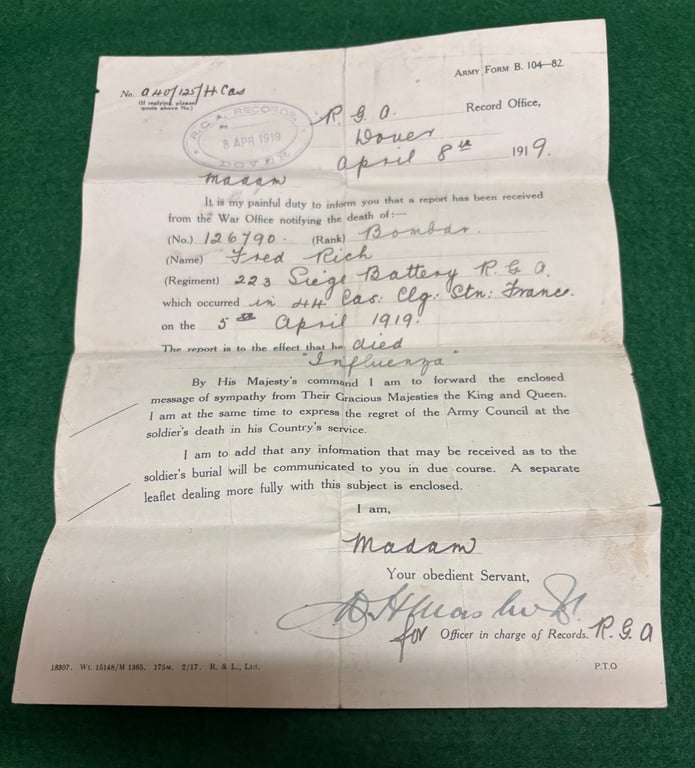 ARMY FORM B. 104—82.
No. A40/125/H Cas
(If replying, please
quote above No.)
R. G. A. Record Office,
R.G.A. RECORDS
8 APR 1919
DOVER
Dover
April 8th 1919.
Madam
It is my painful duty to inform you that a report has been received
from the War Office notifying the death of:—
(No.) 126790. (Rank) Bombdr.
(Name) Fred Rich
(Regiment) 223 Siege Battery R. G. A.
which occurred in 44 Cas: Clg: Stn: France.
on the 5th April 1919.
The report is to the effect that he died
"Influenza"
By His Majesty's command I am to forward the enclosed
message of sympathy from Their Gracious Majesties the King and Queen.
I am at the same time to express the regret of the Army Council at the
soldier's death in his Country's service.
I am to add that any information that may be received as to the
soldier's burial will be communicated to you in due course. A separate
leaflet dealing more fully with this subject is enclosed.
I am,
Madam
Your obedient Servant,
for Officer in charge of Records. R. G. A
18307. Wt. 15148/M 1365. 175M. 2/17. R. & L., Ltd.
P.T.O